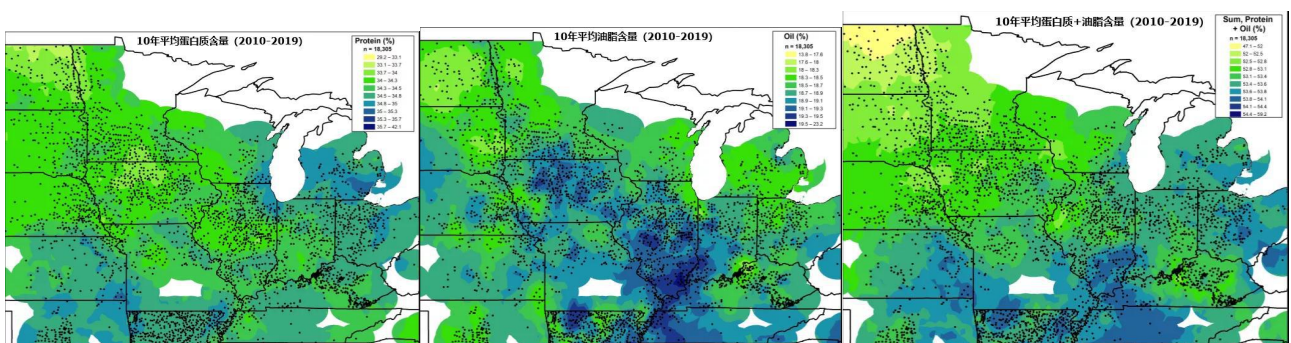 10年平均蛋白质含量 (2010-2019)
Protein (%)
n = 18,305
29.2 – 33.1
33.1 – 33.7
33.7 – 34
34 – 34.3
34.3 – 34.5
34.5 – 34.8
34.8 – 35
35 – 35.3
35.3 – 35.7
35.7 – 42.1
10年平均油脂含量 (2010-2019)
Oil (%)
n = 18,305
13.9 – 17.6
17.6 – 18
18 – 18.3
18.3 – 18.5
18.5 – 18.7
18.7 – 18.9
18.9 – 19.1
19.1 – 19.3
19.3 – 19.5
19.5 – 23.2
10年平均蛋白质+油脂含量 (2010-2019)
Sum, Protein
+ Oil (%)
n = 18,305
47.1 – 52
52 – 52.5
52.5 – 52.8
52.8 – 53.1
53.1 – 53.4
53.4 – 53.6
53.6 – 53.8
53.8 – 54.1
54.1 – 54.4
54.4 – 59.2